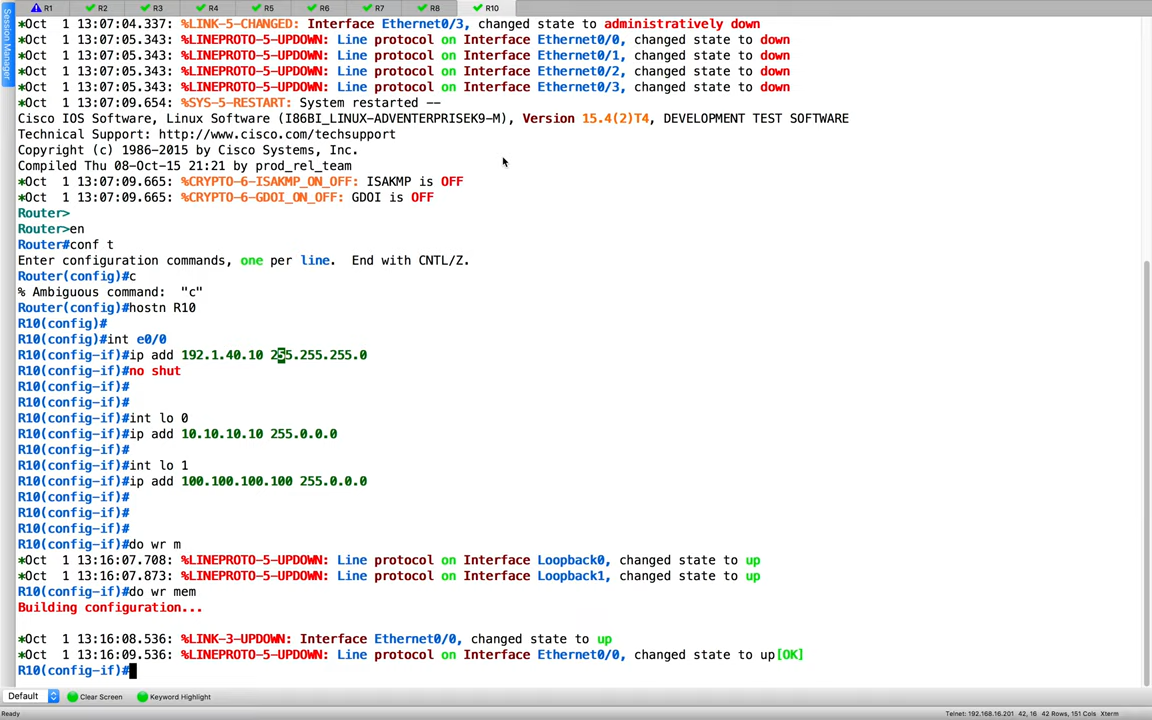 R1 R2 R3 R4 R5 R6 R7 R8 R10
Session Manager
*Oct  1 13:07:04.337: %LINK-5-CHANGED: Interface Ethernet0/3, changed state to administratively down
*Oct  1 13:07:05.343: %LINEPROTO-5-UPDOWN: Line protocol on Interface Ethernet0/0, changed state to down
*Oct  1 13:07:05.343: %LINEPROTO-5-UPDOWN: Line protocol on Interface Ethernet0/1, changed state to down
*Oct  1 13:07:05.343: %LINEPROTO-5-UPDOWN: Line protocol on Interface Ethernet0/2, changed state to down
*Oct  1 13:07:05.343: %LINEPROTO-5-UPDOWN: Line protocol on Interface Ethernet0/3, changed state to down
*Oct  1 13:07:09.654: %SYS-5-RESTART: System restarted --
Cisco IOS Software, Linux Software (I86BI_LINUX-ADVENTERPRISEK9-M), Version 15.4(2)T4, DEVELOPMENT TEST SOFTWARE
Technical Support: http://www.cisco.com/techsupport
Copyright (c) 1986-2015 by Cisco Systems, Inc.
Compiled Thu 08-Oct-15 21:21 by prod_rel_team
*Oct  1 13:07:09.665: %CRYPTO-6-ISAKMP_ON_OFF: ISAKMP is OFF
*Oct  1 13:07:09.665: %CRYPTO-6-GDOI_ON_OFF: GDOI is OFF
Router>
Router>en
Router#conf t
Enter configuration commands, one per line.  End with CNTL/Z.
Router(config)#c
% Ambiguous command:  "c"
Router(config)#hostn R10
R10(config)#
R10(config)#int e0/0
R10(config-if)#ip add 192.1.40.10 255.255.255.0
R10(config-if)#no shut
R10(config-if)#
R10(config-if)#
R10(config-if)#int lo 0
R10(config-if)#ip add 10.10.10.10 255.0.0.0
R10(config-if)#
R10(config-if)#int lo 1
R10(config-if)#ip add 100.100.100.100 255.0.0.0
R10(config-if)#
R10(config-if)#
R10(config-if)#
R10(config-if)#do wr m
*Oct  1 13:16:07.708: %LINEPROTO-5-UPDOWN: Line protocol on Interface Loopback0, changed state to up
*Oct  1 13:16:07.873: %LINEPROTO-5-UPDOWN: Line protocol on Interface Loopback1, changed state to up
R10(config-if)#do wr mem
Building configuration...
*Oct  1 13:16:08.536: %LINK-3-UPDOWN: Interface Ethernet0/0, changed state to up
*Oct  1 13:16:09.536: %LINEPROTO-5-UPDOWN: Line protocol on Interface Ethernet0/0, changed state to up[OK]
R10(config-if)#
Default Clear Screen Keyword Highlight
Ready Telnet: 192.168.16.201 42, 16 42 Rows, 151 Cols Xterm